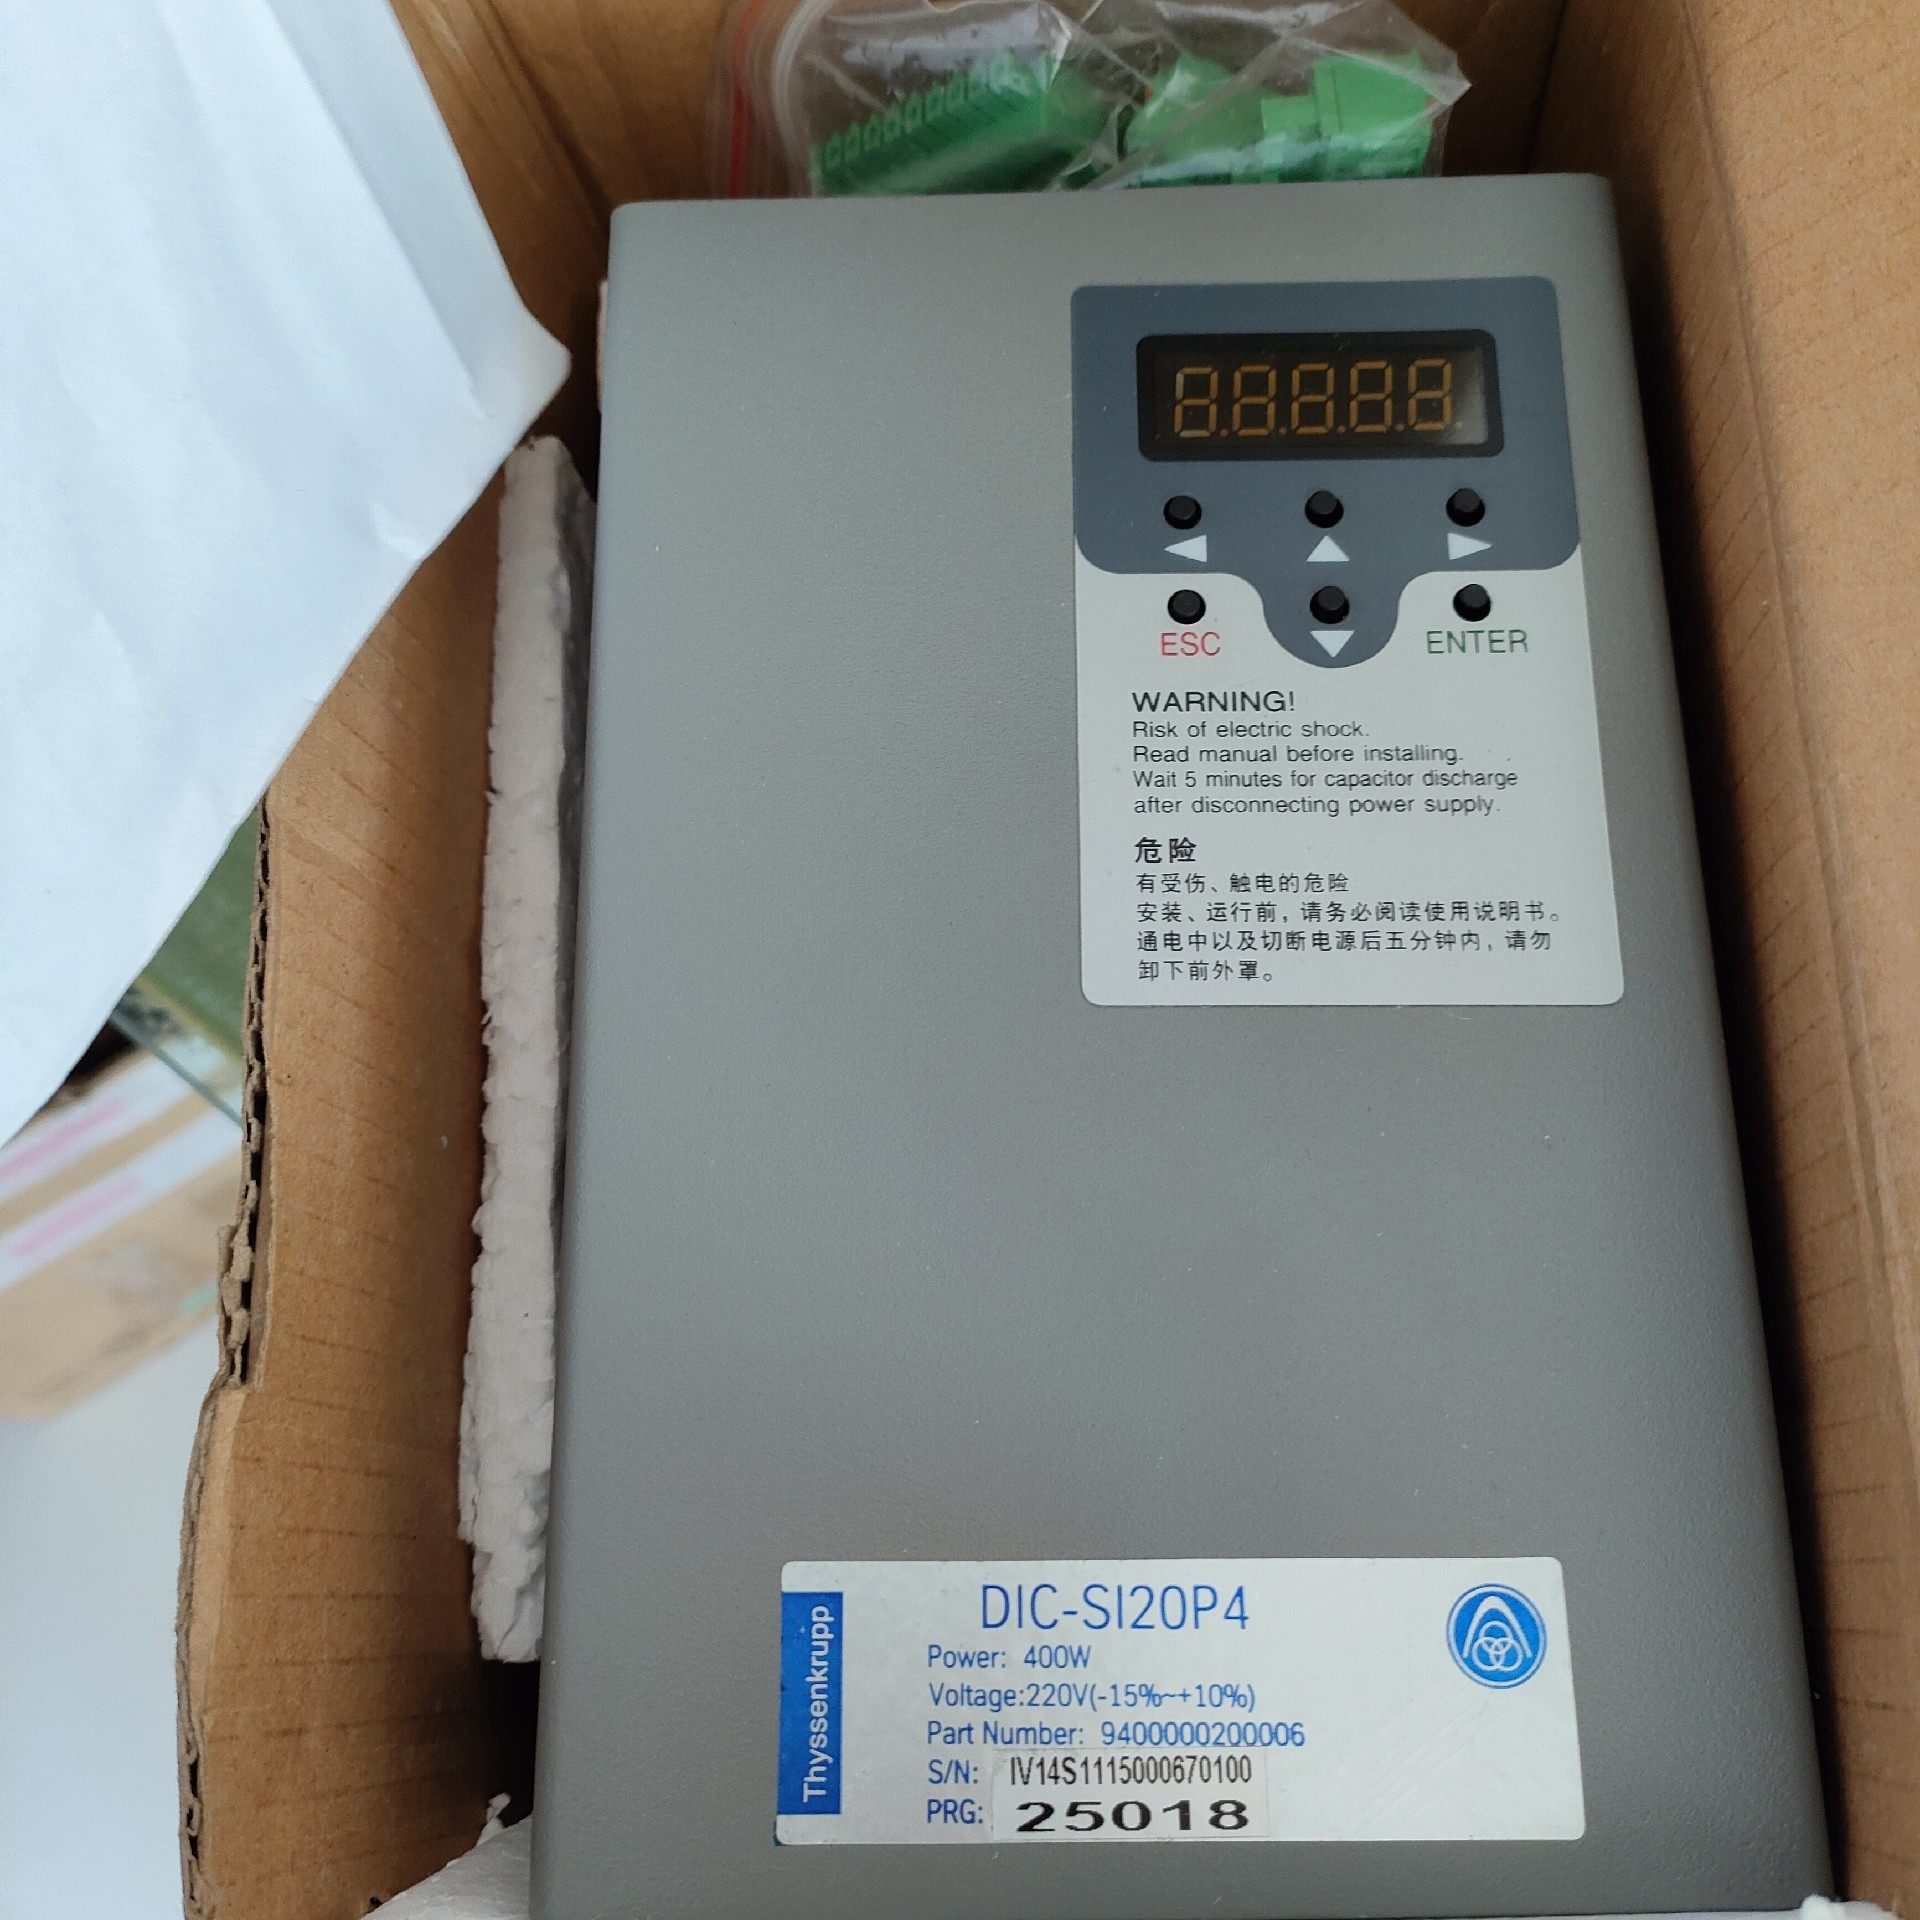 8.8.8.8.8.
ESC
ENTER
WARNING!
Risk of electric shock.
Read manual before installing.
Wait 5 minutes for capacitor discharge
after disconnecting power supply.
危险
有受伤、触电的危险
安装、运行前，请务必阅读使用说明书。
通电中以及切断电源后五分钟内，请勿
卸下前外罩。
Thyssenkrupp
DIC-SI20P4
Power: 400W
Voltage:220V(-15%~+10%)
Part Number: 9400000200006
S/N: IV14S1115000670100
PRG: 25018